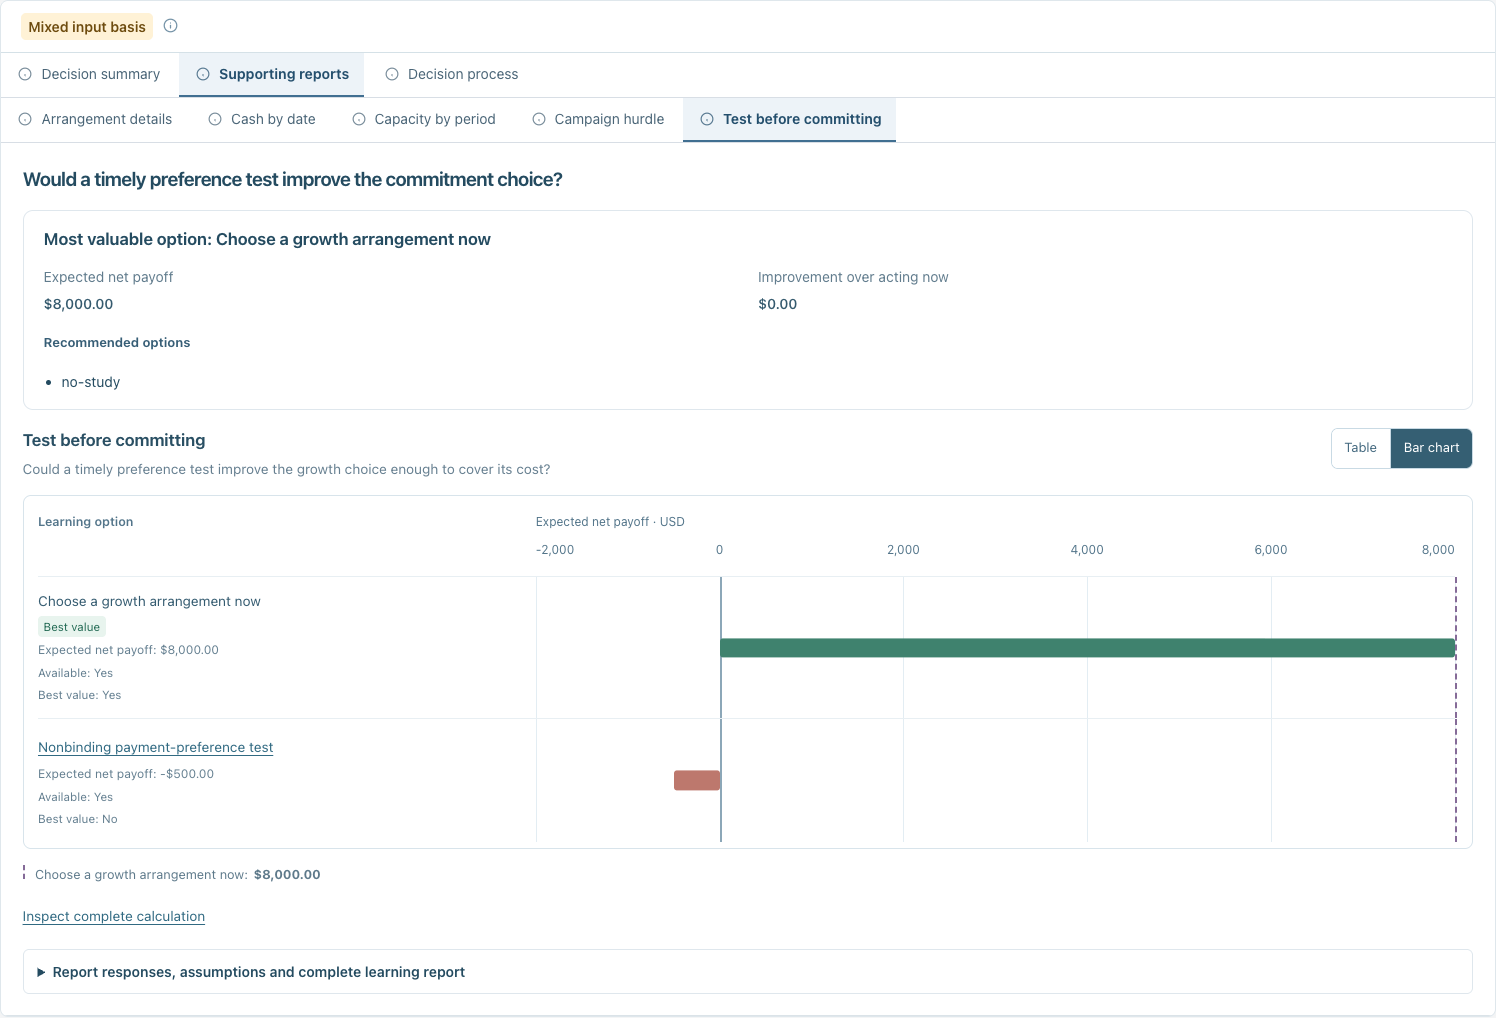 Mixed input basis
Decision summary
Supporting reports
Decision process
Arrangement details
Cash by date
Capacity by period
Campaign hurdle
Test before committing
Would a timely preference test improve the commitment choice?
Most valuable option: Choose a growth arrangement now
Expected net payoff
$8,000.00
Improvement over acting now
$0.00
Recommended options
• no-study
Test before committing
Could a timely preference test improve the growth choice enough to cover its cost?
Table
Bar chart
Learning option
Expected net payoff · USD
-2,000
0
2,000
4,000
6,000
8,000
Choose a growth arrangement now
Best value
Expected net payoff: $8,000.00
Available: Yes
Best value: Yes
Nonbinding payment-preference test
Expected net payoff: -$500.00
Available: Yes
Best value: No
Choose a growth arrangement now: $8,000.00
Inspect complete calculation
Report responses, assumptions and complete learning report